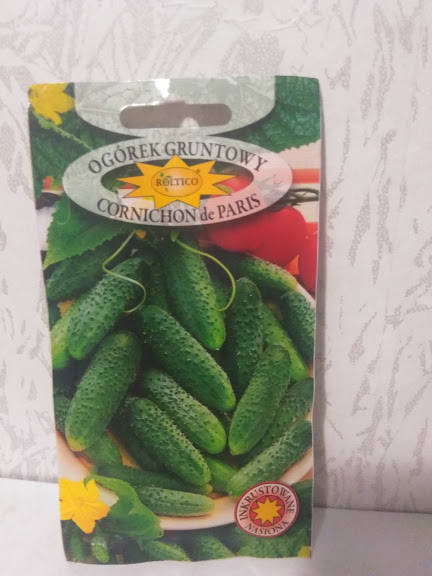 OGÓREK GRUNTOWY
ROLTICO
CORNICHON de PARIS
INKRUSTOWANE
NASIONA